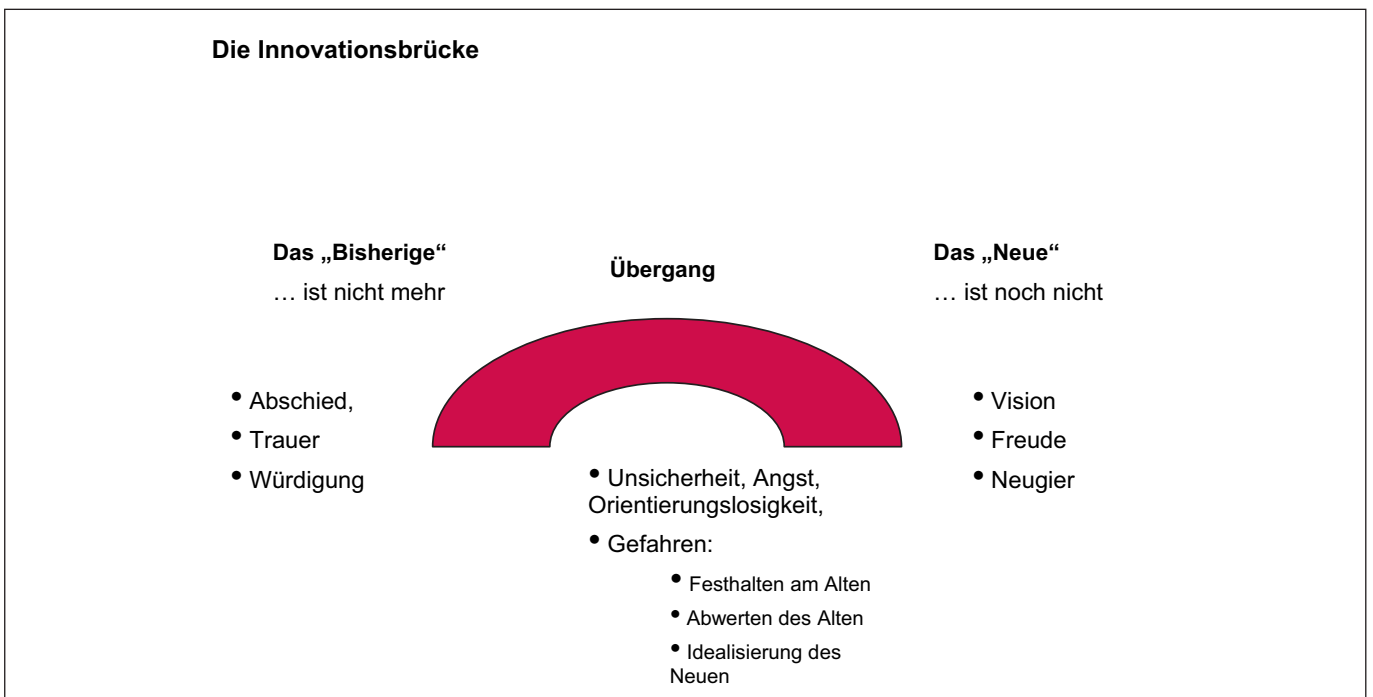 Die Innovationsbrücke
Das „Bisherige“
… ist nicht mehr
• Abschied,
• Trauer
• Würdigung
Übergang
• Unsicherheit, Angst,
Orientierungslosigkeit,
• Gefahren:
• Festhalten am Alten
• Abwerten des Alten
• Idealisierung des
Neuen
Das „Neue“
… ist noch nicht
• Vision
• Freude
• Neugier